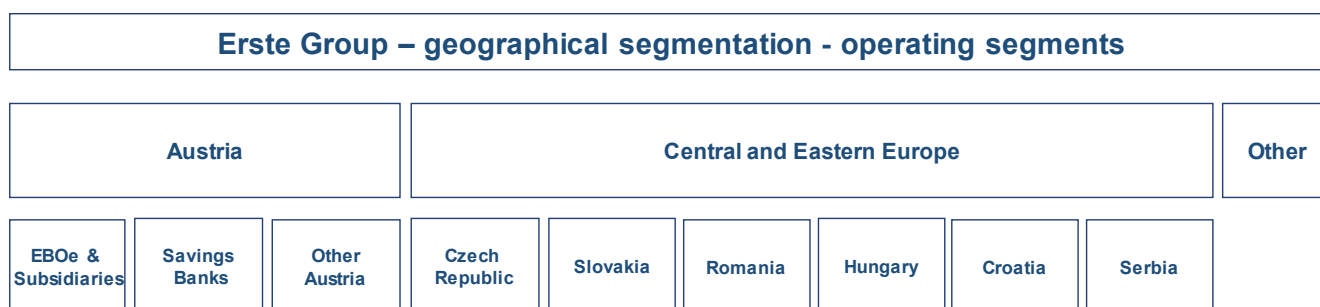 Erste Group – geographical segmentation - operating segments
Austria
Central and Eastern Europe
Other
EBOe &
Subsidiaries
Savings
Banks
Other
Austria
Czech
Republic
Slovakia
Romania
Hungary
Croatia
Serbia